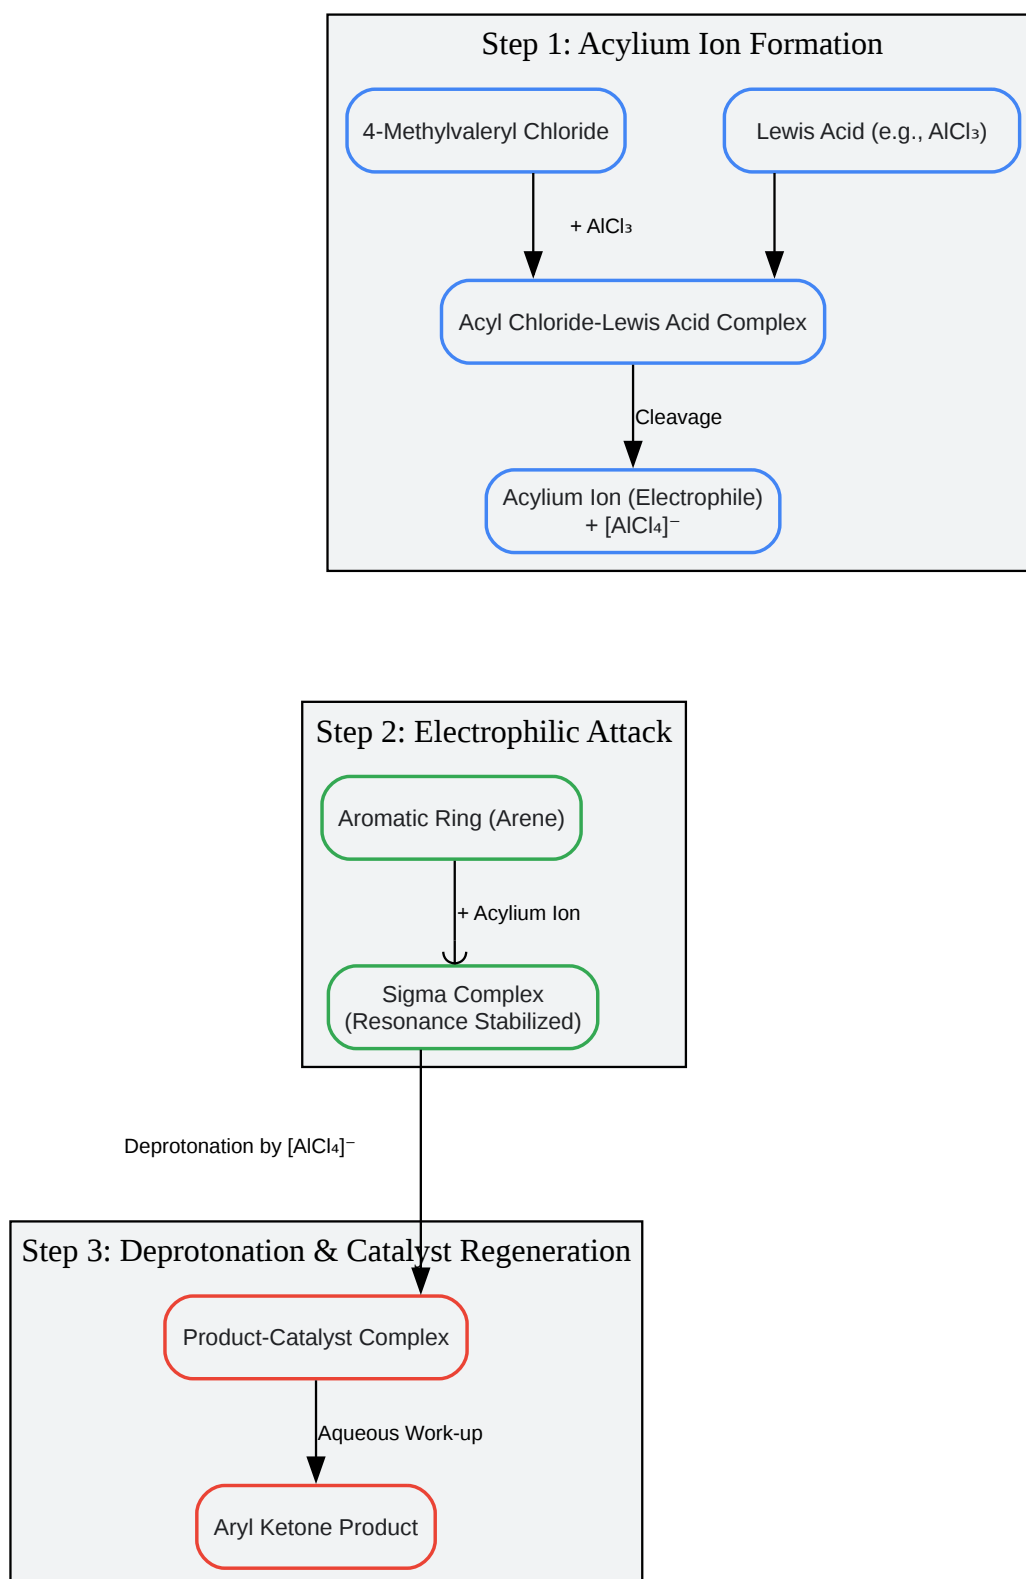 Step 1: Acylium Ion Formation
4-Methylvaleryl Chloride
Lewis Acid (e.g., AlCl₃)
+ AlCl₃
Acyl Chloride-Lewis Acid Complex
Cleavage
Acylium Ion (Electrophile)
+ [AlCl₄]⁻
Step 2: Electrophilic Attack
Aromatic Ring (Arene)
+ Acylium Ion
Sigma Complex
(Resonance Stabilized)
Deprotonation by [AlCl₄]⁻
Step 3: Deprotonation & Catalyst Regeneration
Product-Catalyst Complex
Aqueous Work-up
Aryl Ketone Product